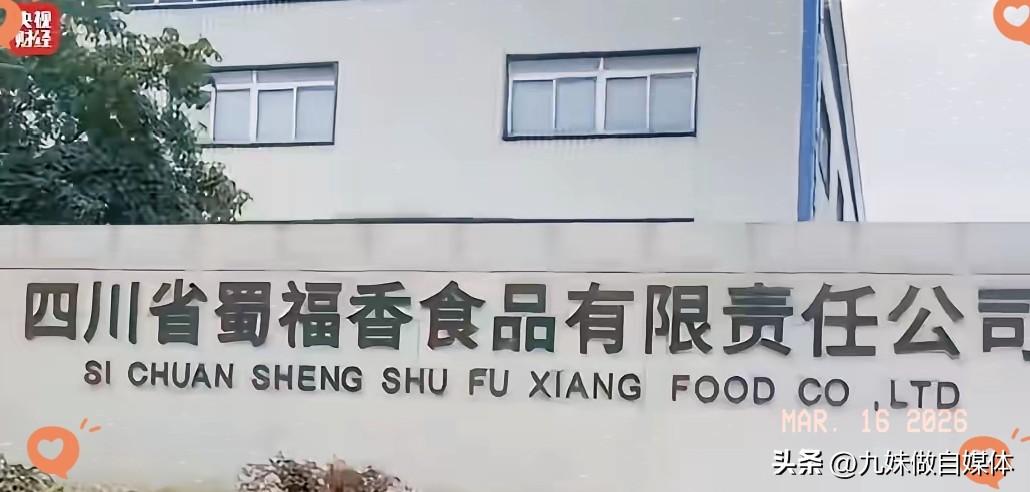 央视
财经
四川省蜀福香食品有限责任公司
SI CHUAN SHENG SHU FU XIANG FOOD CO ,LTD
MAR. 16 2026
头条 @九妹做自媒体